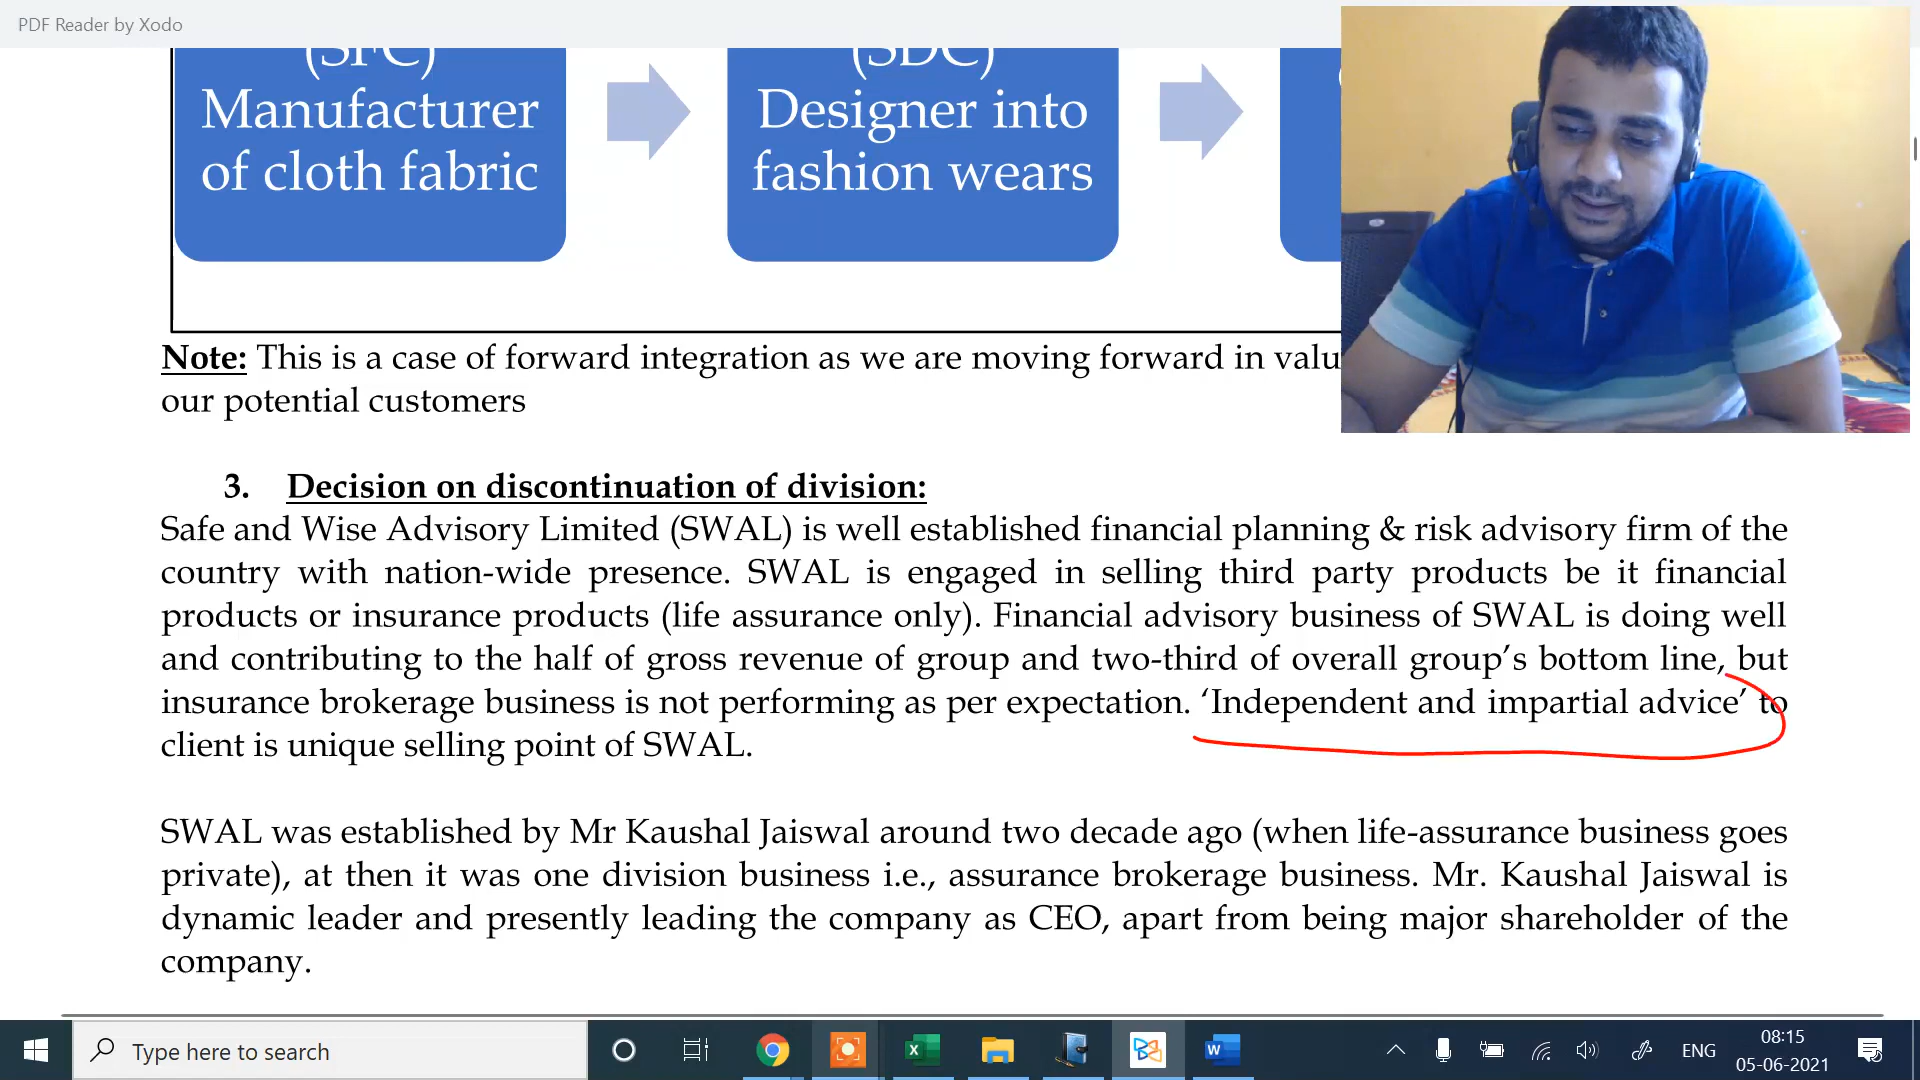 PDF Reader by Xodo
(SFC)
Manufacturer
of cloth fabric
(SDC)
Designer into
fashion wears
Note: This is a case of forward integration as we are moving forward in valu
our potential customers
3. Decision on discontinuation of division:
Safe and Wise Advisory Limited (SWAL) is well established financial planning & risk advisory firm of the
country with nation-wide presence. SWAL is engaged in selling third party products be it financial
products or insurance products (life assurance only). Financial advisory business of SWAL is doing well
and contributing to the half of gross revenue of group and two-third of overall group’s bottom line, but
insurance brokerage business is not performing as per expectation. ‘Independent and impartial advice’ to
client is unique selling point of SWAL.
SWAL was established by Mr Kaushal Jaiswal around two decade ago (when life-assurance business goes
private), at then it was one division business i.e., assurance brokerage business. Mr. Kaushal Jaiswal is
dynamic leader and presently leading the company as CEO, apart from being major shareholder of the
company.
Type here to search
ENG
08:15
05-06-2021